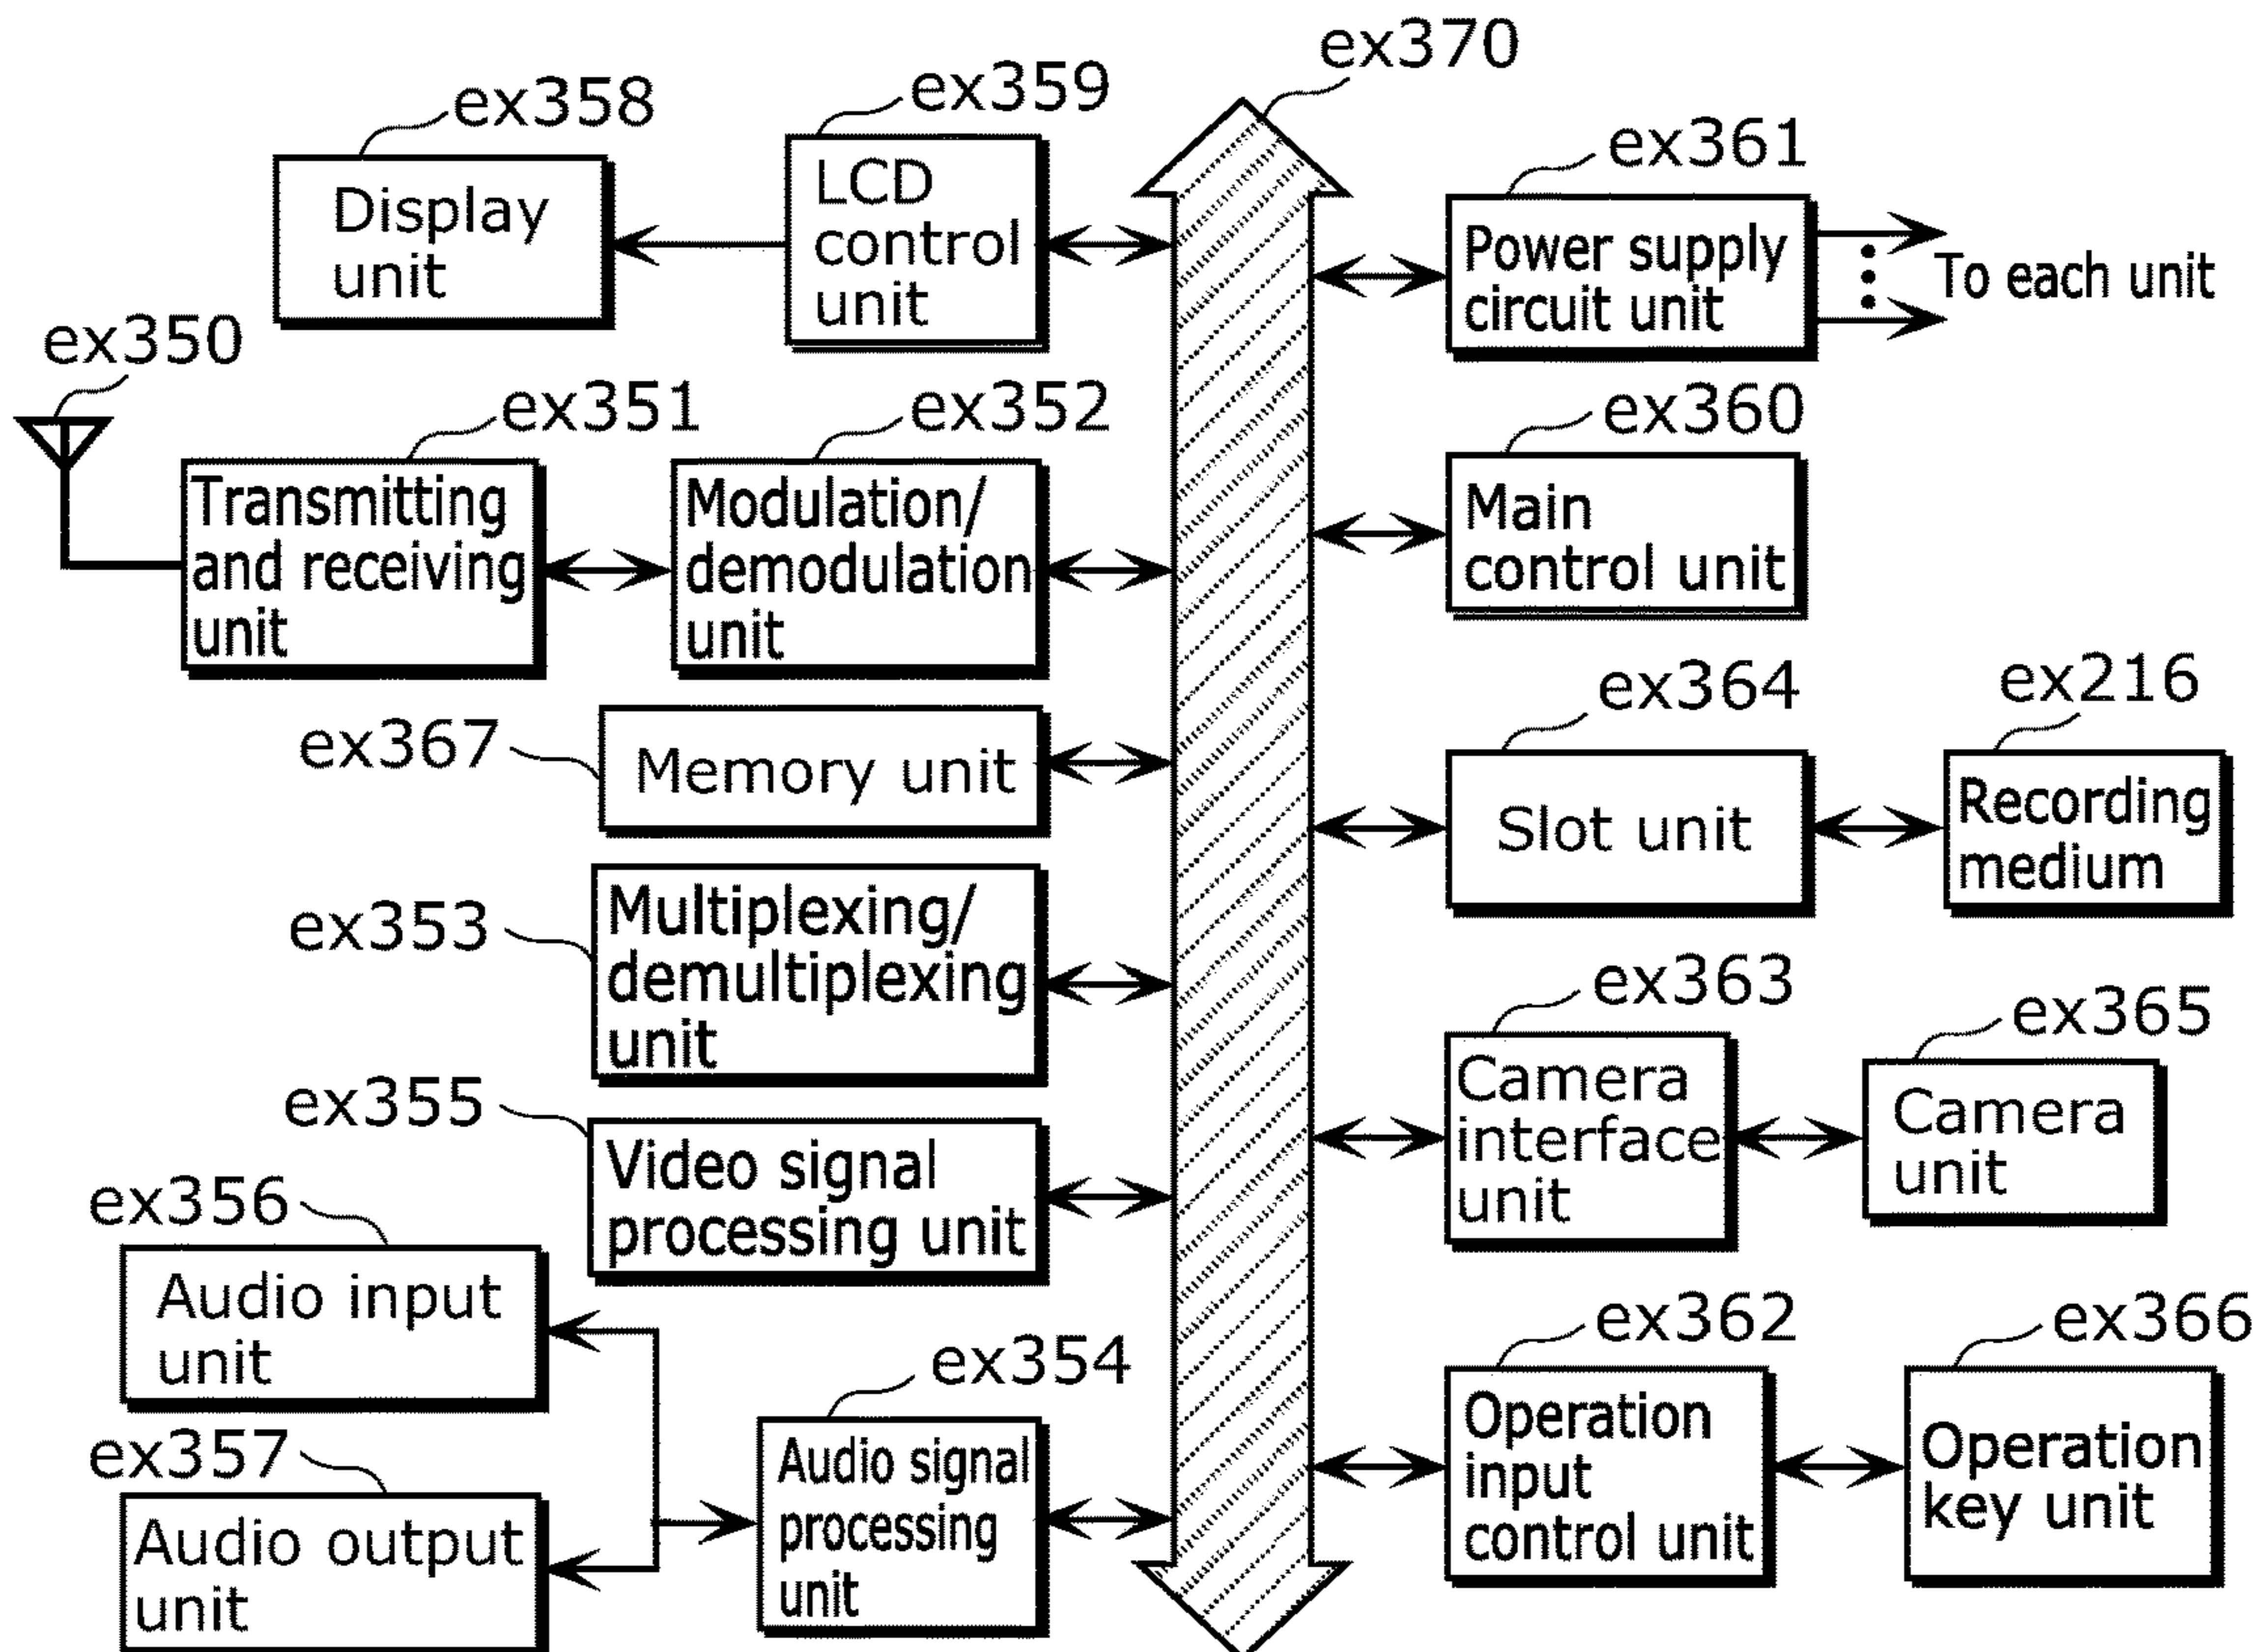 ex370
ex358
ex359
ex361
Display
unit
LCD
control
unit
Power supply
circuit unit
To each unit
ex350
ex351
ex352
ex360
Transmitting
and receiving
unit
Modulation/
demodulation
unit
Main
control unit
ex364
ex216
ex367
Memory unit
Slot unit
Recording
medium
ex353
Multiplexing/
demultiplexing
unit
ex363
ex365
Camera
interface
unit
Camera
unit
ex355
Video signal
processing unit
ex356
Audio input
unit
ex354
ex362
ex366
ex357
Audio output
unit
Audio signal
processing
unit
Operation
input
control unit
Operation
key unit